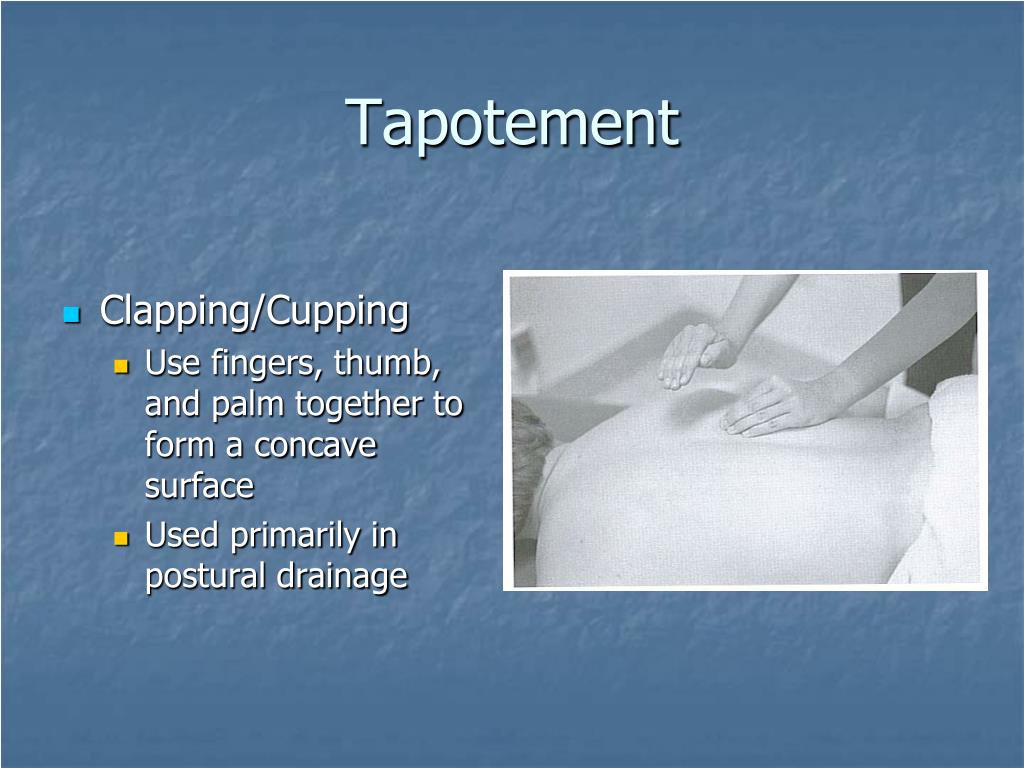 Tapotement
Clapping/Cupping
Use fingers, thumb,
and palm together to
form a concave
surface
Used primarily in
postural drainage